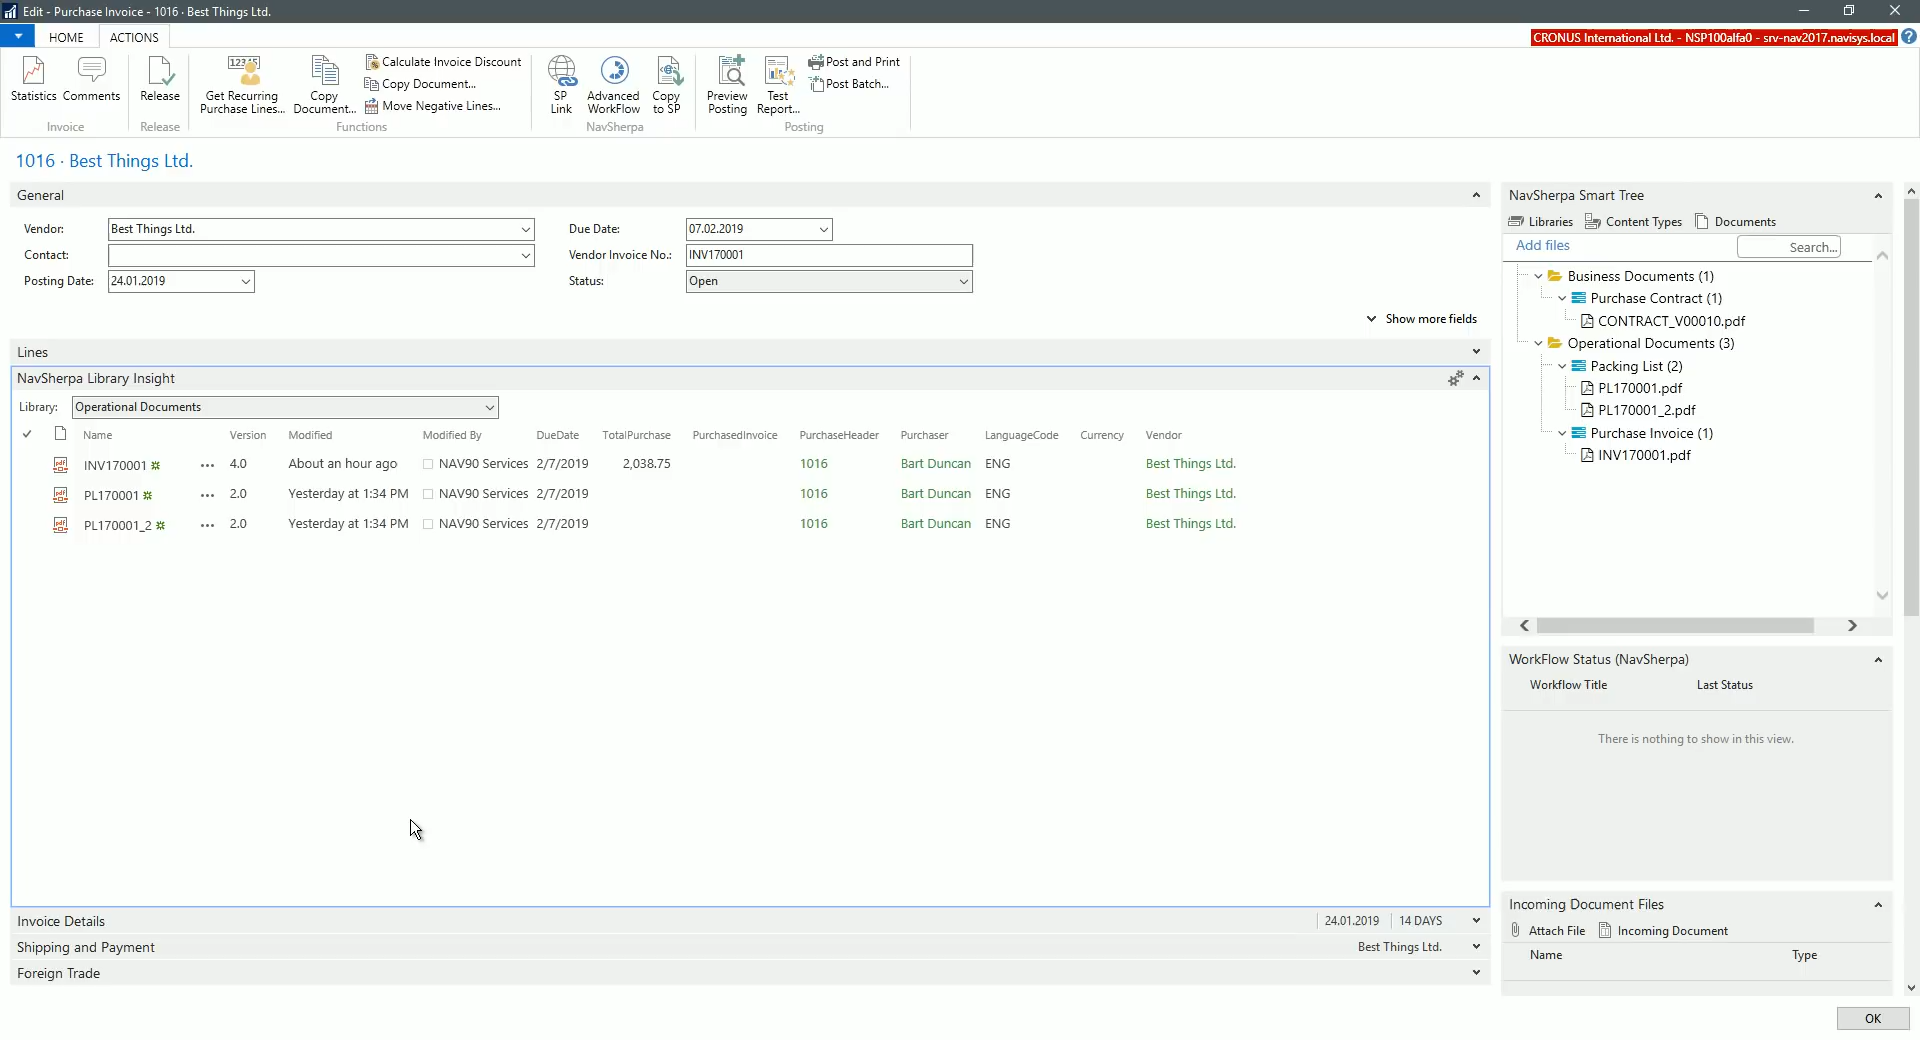 Edit - Purchase Invoice - 1016 · Best Things Ltd.
HOME ACTIONS
CRONUS International Ltd. - NSP100alfa0 - srv-nav2017.navisys.local
Statistics Comments
Invoice
Release
Release
Get Recurring
Purchase Lines...
Copy
Document...
Calculate Invoice Discount
Copy Document...
Move Negative Lines...
Functions
SP
Link
Advanced
WorkFlow
Copy
to SP
NavSherpa
Preview
Posting
Test
Report...
Post and Print
Post Batch...
Posting
1016 · Best Things Ltd.
General
Vendor: Best Things Ltd.
Contact:
Posting Date: 24.01.2019
Due Date: 07.02.2019
Vendor Invoice No.: INV170001
Status: Open
Show more fields
Lines
NavSherpa Library Insight
Library: Operational Documents
Name Version Modified Modified By DueDate TotalPurchase PurchasedInvoice PurchaseHeader Purchaser LanguageCode Currency Vendor
INV170001 ... 4.0 About an hour ago NAV90 Services 2/7/2019 2,038.75 1016 Bart Duncan ENG Best Things Ltd.
PL170001 ... 2.0 Yesterday at 1:34 PM NAV90 Services 2/7/2019 1016 Bart Duncan ENG Best Things Ltd.
PL170001_2 ... 2.0 Yesterday at 1:34 PM NAV90 Services 2/7/2019 1016 Bart Duncan ENG Best Things Ltd.
Invoice Details 24.01.2019 14 DAYS
Shipping and Payment Best Things Ltd.
Foreign Trade
NavSherpa Smart Tree
Libraries Content Types Documents
Add files Search...
Business Documents (1)
Purchase Contract (1)
CONTRACT_V00010.pdf
Operational Documents (3)
Packing List (2)
PL170001.pdf
PL170001_2.pdf
Purchase Invoice (1)
INV170001.pdf
WorkFlow Status (NavSherpa)
Workflow Title Last Status
There is nothing to show in this view.
Incoming Document Files
Attach File Incoming Document
Name Type
OK